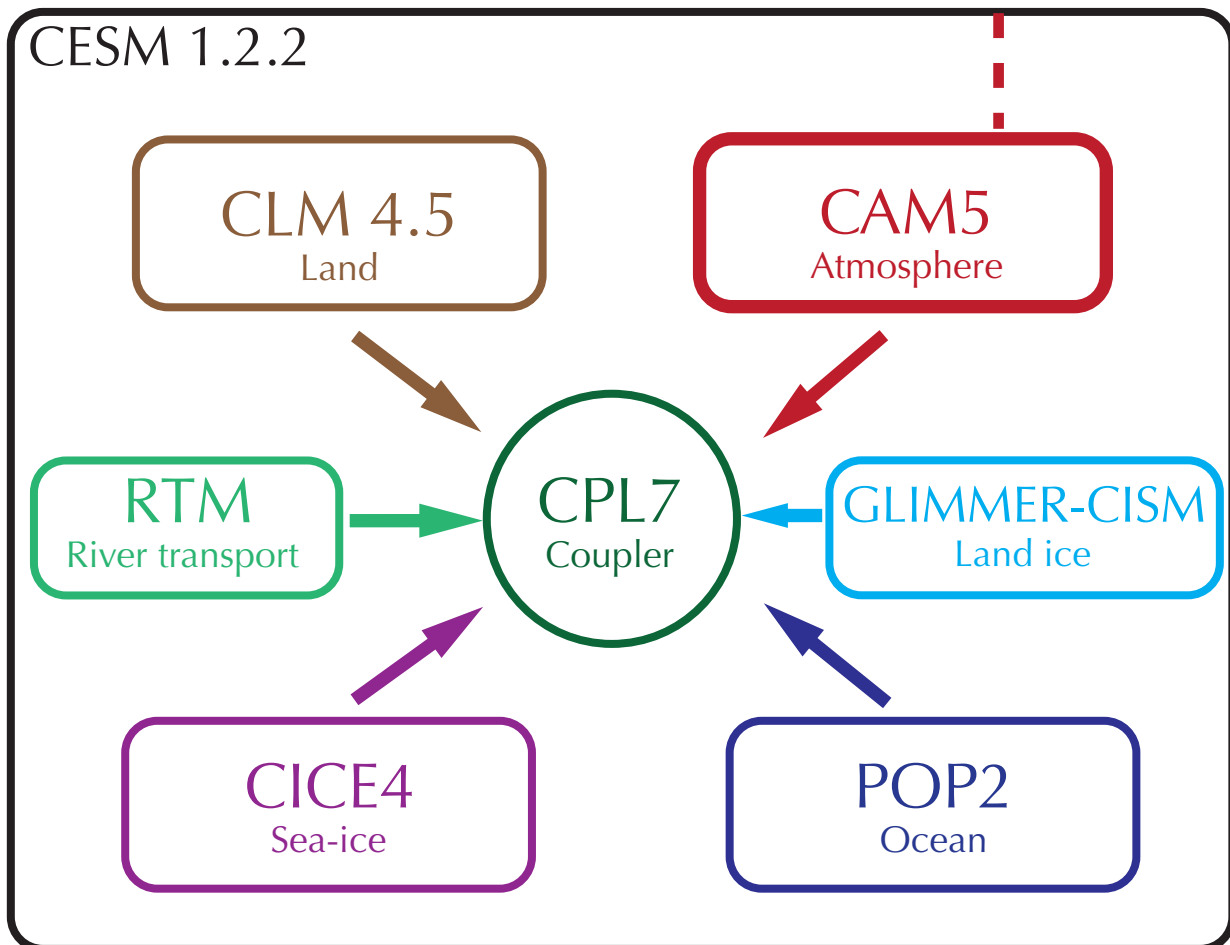 CESM 1.2.2
CLM 4.5
Land
CAM5
Atmosphere
RTM
River transport
CPL7
Coupler
GLIMMER-CISM
Land ice
CICE4
Sea-ice
POP2
Ocean